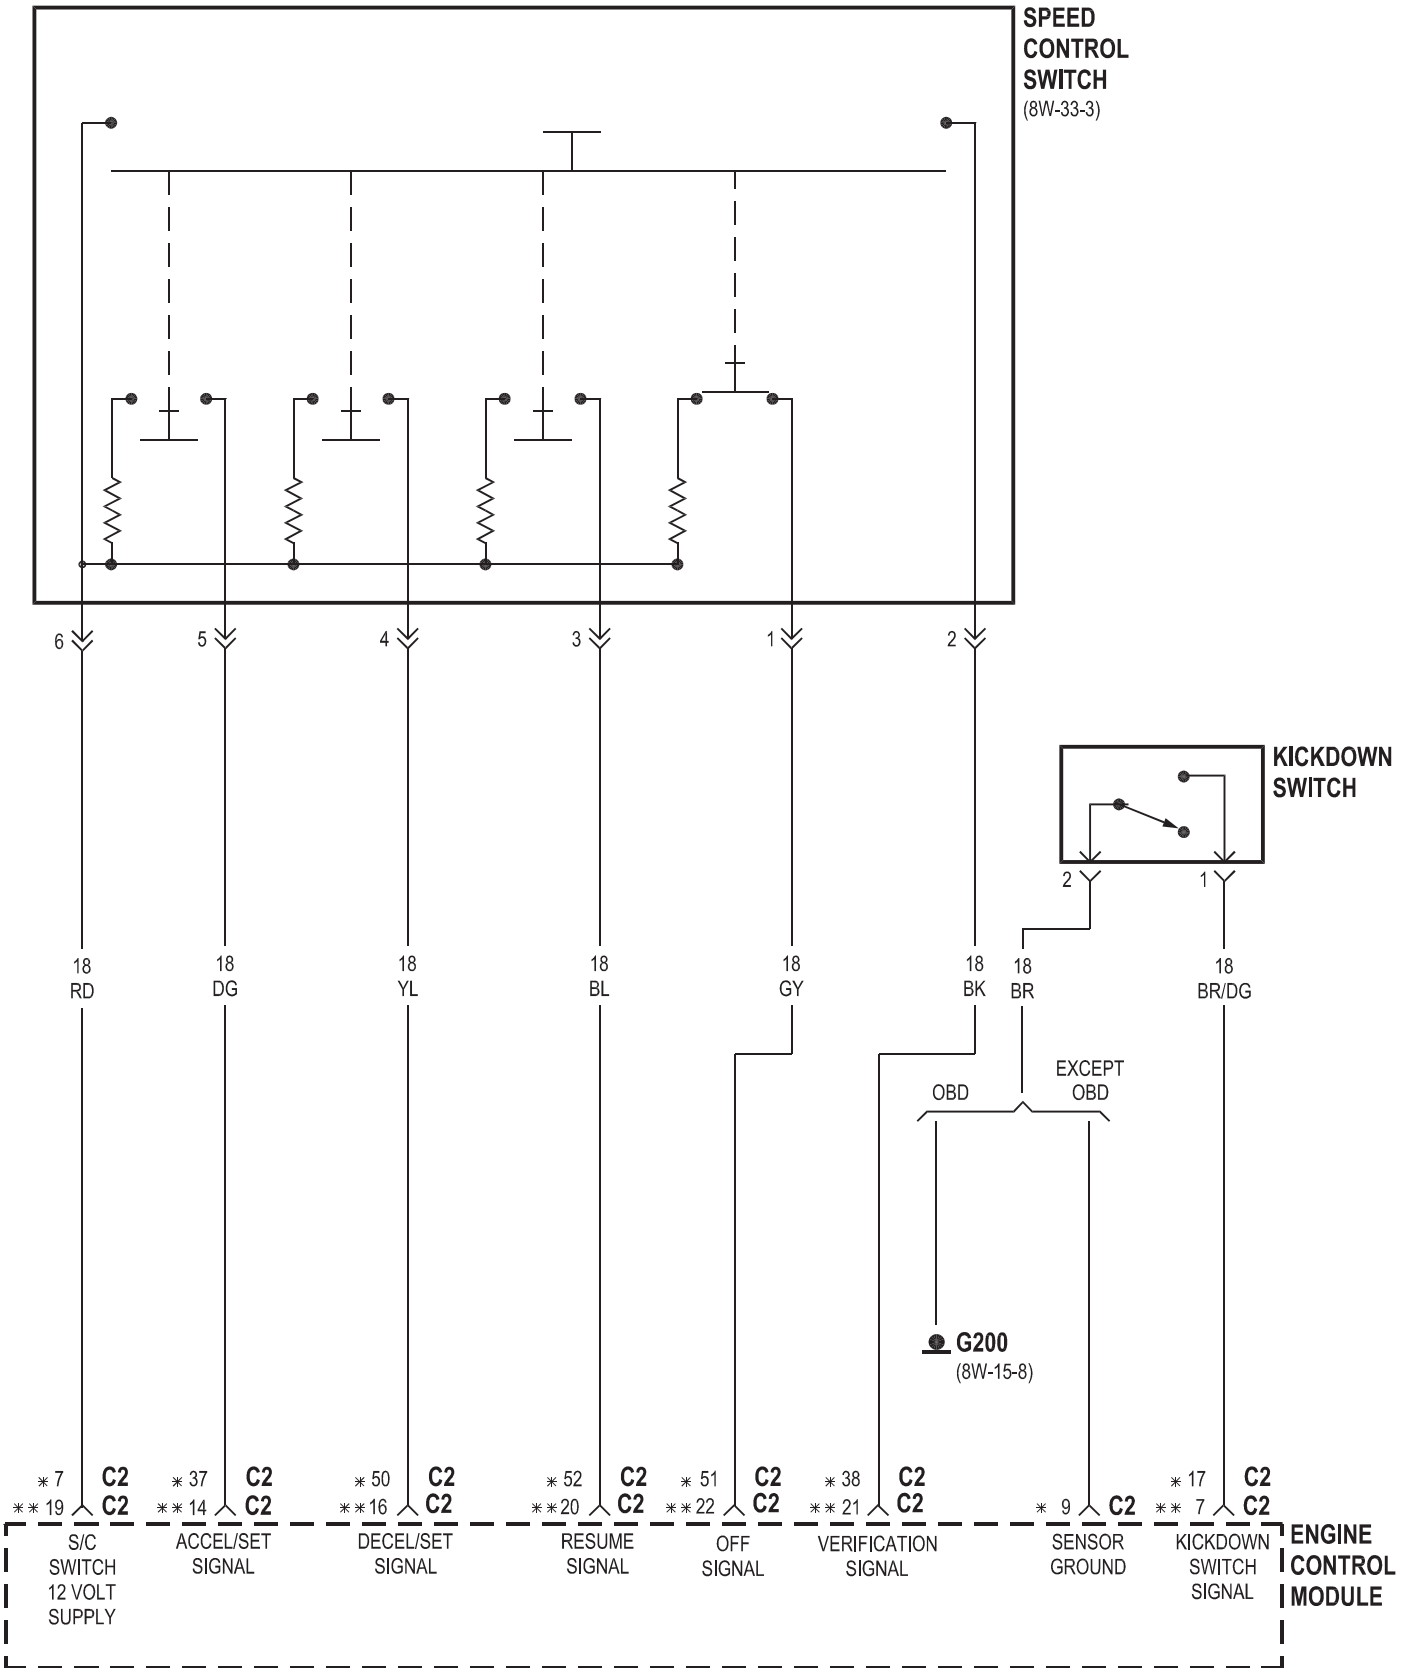 SPEED
CONTROL
SWITCH
(8W-33-3)
6
5
4
3
1
2
KICKDOWN
SWITCH
2
1
18
RD
18
DG
18
YL
18
BL
18
GY
18
BK
18
BR
18
BR/DG
OBD
EXCEPT
OBD
G200
(8W-15-8)
* 7 C2
* 37 C2
* 50 C2
* 52 C2
* 51 C2
* 38 C2
* 17 C2
** 19 C2
** 14 C2
** 16 C2
** 20 C2
** 22 C2
** 21 C2
* 9 C2
** 7 C2
S/C
SWITCH
12 VOLT
SUPPLY
ACCEL/SET
SIGNAL
DECEL/SET
SIGNAL
RESUME
SIGNAL
OFF
SIGNAL
VERIFICATION
SIGNAL
SENSOR
GROUND
KICKDOWN
SWITCH
SIGNAL
ENGINE
CONTROL
MODULE